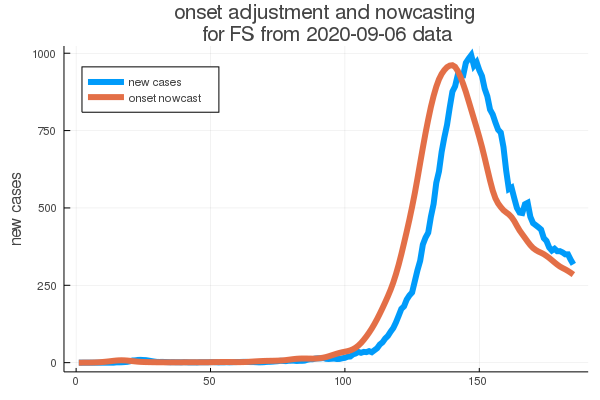 onset adjustment and nowcasting
for FS from 2020-09-06 data
1000
new cases
onset nowcast
750
new cases
500
250
0
0
50
100
150